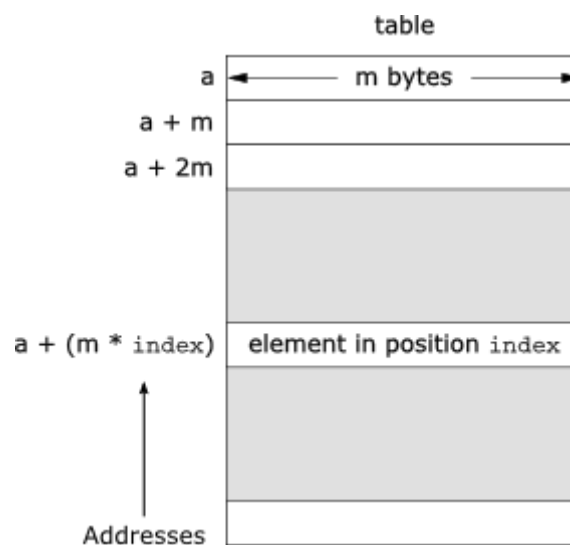 table
a m bytes
a + m
a + 2m
a + (m * index) element in position index
Addresses